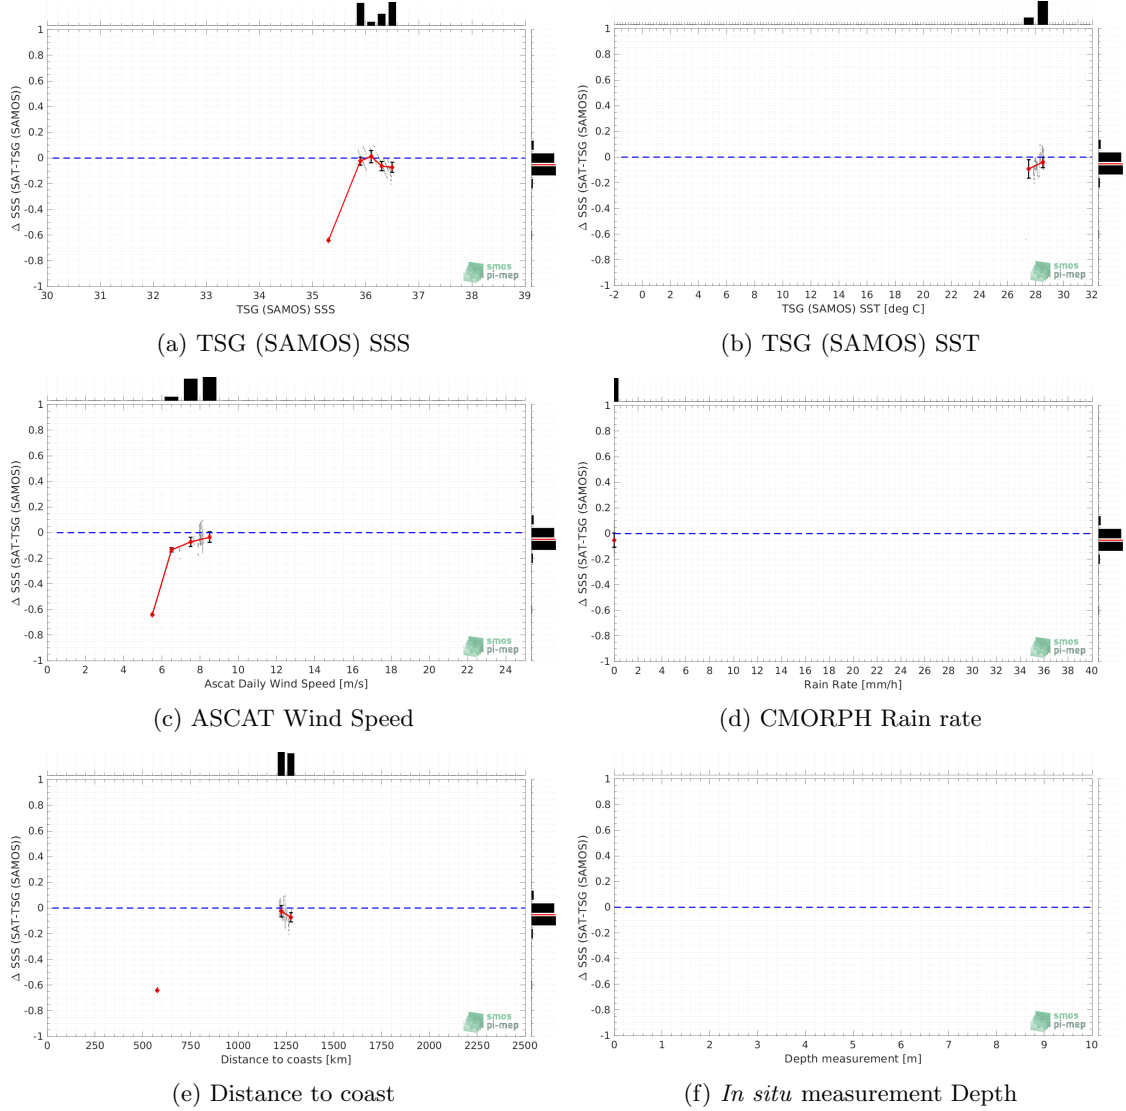 1
0.8
0.6
0.4
0.2
0
-0.2
-0.4
-0.6
-0.8
-1
Δ SSS (SAT-TSG (SAMOS))
30 31 32 33 34 35 36 37 38 39
TSG (SAMOS) SSS
smos
pi-mep
(a) TSG (SAMOS) SSS
1
0.8
0.6
0.4
0.2
0
-0.2
-0.4
-0.6
-0.8
-1
Δ SSS (SAT-TSG (SAMOS))
-2 0 2 4 6 8 10 12 14 16 18 20 22 24 26 28 30 32
TSG (SAMOS) SST [deg C]
smos
pi-mep
(b) TSG (SAMOS) SST
1
0.8
0.6
0.4
0.2
0
-0.2
-0.4
-0.6
-0.8
-1
Δ SSS (SAT-TSG (SAMOS))
0 2 4 6 8 10 12 14 16 18 20 22 24
Ascat Daily Wind Speed [m/s]
smos
pi-mep
(c) ASCAT Wind Speed
1
0.8
0.6
0.4
0.2
0
-0.2
-0.4
-0.6
-0.8
-1
Δ SSS (SAT-TSG (SAMOS))
0 2 4 6 8 10 12 14 16 18 20 22 24 26 28 30 32 34 36 38 40
Rain Rate [mm/h]
smos
pi-mep
(d) CMORPH Rain rate
1
0.8
0.6
0.4
0.2
0
-0.2
-0.4
-0.6
-0.8
-1
Δ SSS (SAT-TSG (SAMOS))
0 250 500 750 1000 1250 1500 1750 2000 2250 2500
Distance to coasts [km]
smos
pi-mep
(e) Distance to coast
1
0.8
0.6
0.4
0.2
0
-0.2
-0.4
-0.6
-0.8
-1
Δ SSS (SAT-TSG (SAMOS))
0 1 2 3 4 5 6 7 8 9 10
Depth measurement [m]
smos
pi-mep
(f) In situ measurement Depth